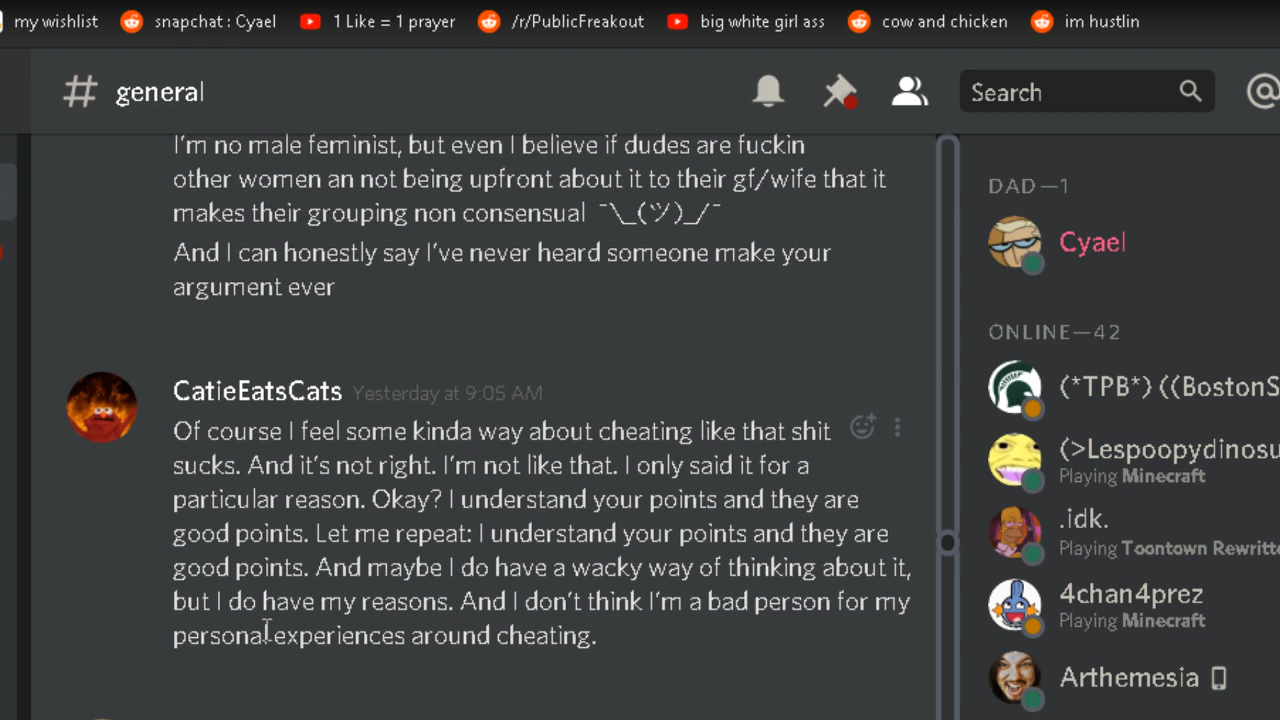 my wishlist snapchat : Cyael 1 Like = 1 prayer /r/PublicFreakout big white girl ass cow and chicken im hustlin
# general
Search
@
I'm no male feminist, but even I believe if dudes are fuckin
other women an not being upfront about it to their gf/wife that it
makes their grouping non consensual ¯\_(ツ)_/¯
And I can honestly say I've never heard someone make your
argument ever
CatieEatsCats Yesterday at 9:05 AM
Of course I feel some kinda way about cheating like that shit
sucks. And it's not right. I'm not like that. I only said it for a
particular reason. Okay? I understand your points and they are
good points. Let me repeat: I understand your points and they are
good points. And maybe I do have a wacky way of thinking about it,
but I do have my reasons. And I don't think I'm a bad person for my
personal experiences around cheating.
DAD—1
Cyael
ONLINE—42
(*TPB*) ((BostonS
(>Lespoopydinosu
Playing Minecraft
.idk.
Playing Toontown Rewritte
4chan4prez
Playing Minecraft
Arthemesia